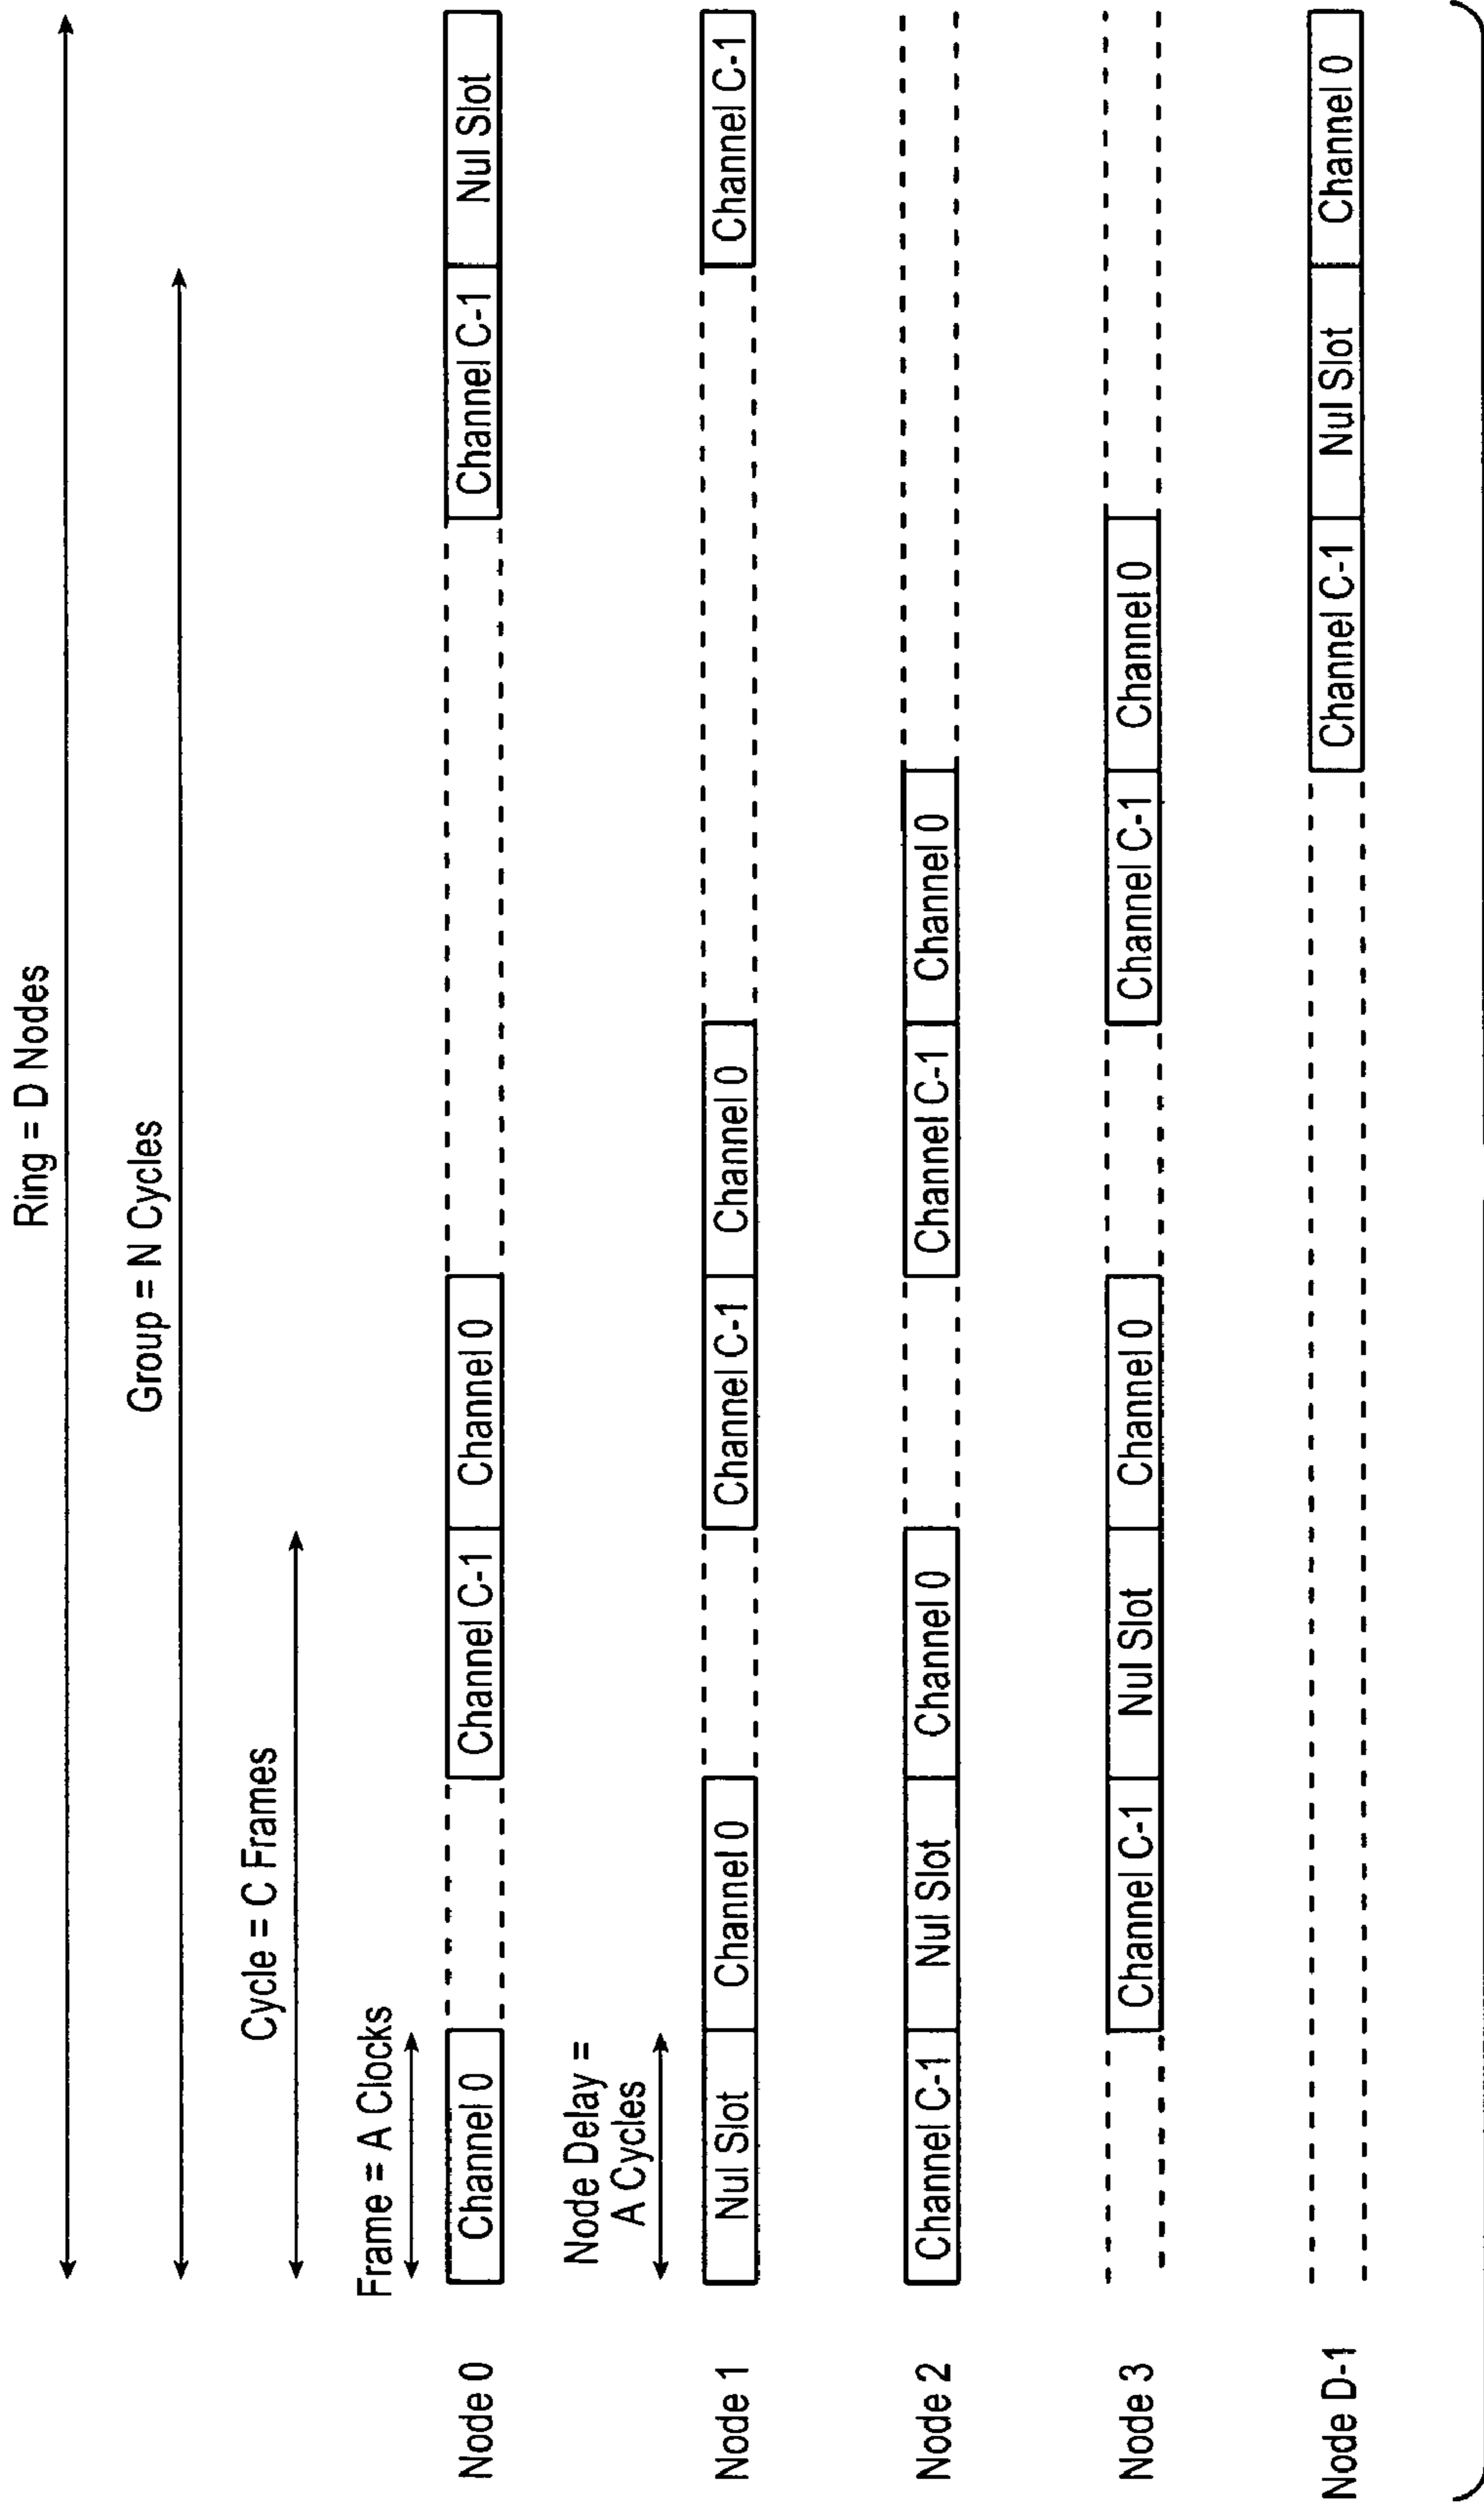 Ring = D Nodes
Group = N Cycles
Cycle = C Frames
Frame = A Clocks
Node 0
Channel 0
Channel C-1
Channel 0
Channel C-1
Nul Slot
Node Delay =
A Cycles
Node 1
Nul Slot
Channel 0
Channel C-1
Channel 0
Channel C-1
Node 2
Channel C-1
Nul Slot
Channel 0
Channel C-1
Channel 0
Node 3
Channel C-1
Nul Slot
Channel 0
Channel C-1
Channel 0
Node D-1
Channel C-1
Nul Slot
Channel 0